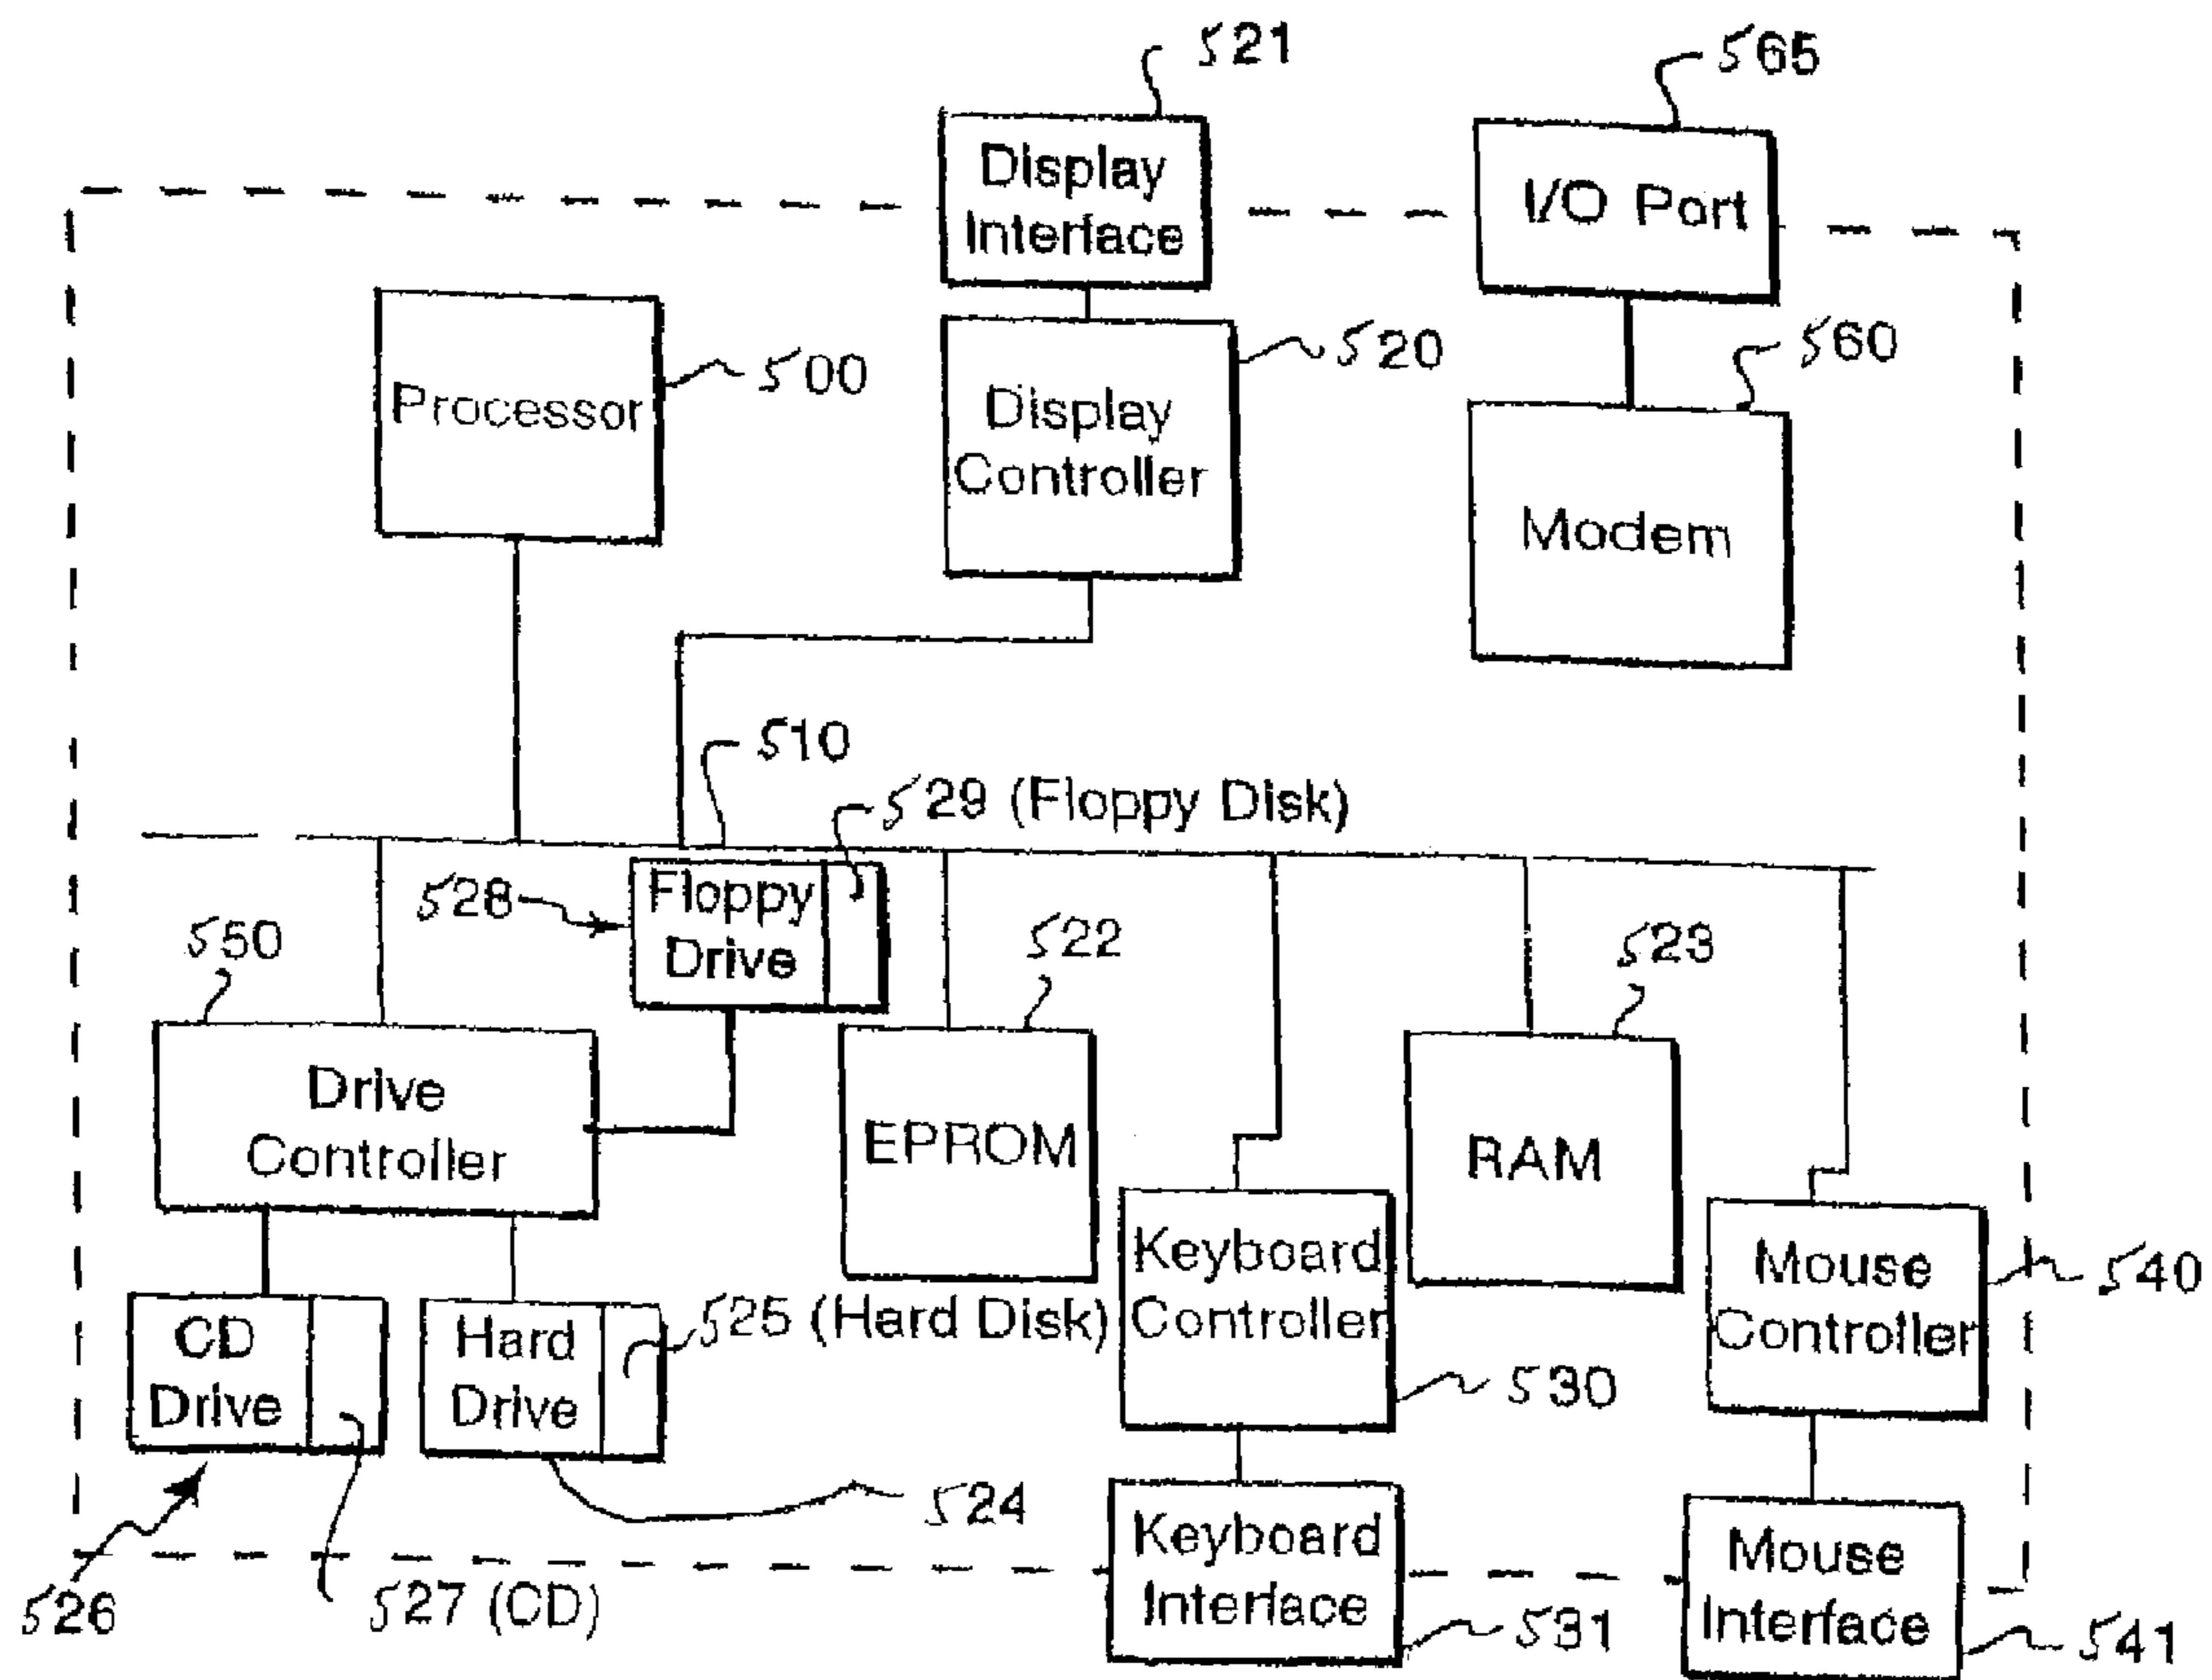 521
565
Display
Interface
I/O Port
Processor
500
520
560
Display
Controller
Modem
510
529 (Floppy Disk)
528
Floppy
Drive
550
522
523
Drive
Controller
EPROM
RAM
Keyboard
Controller
Mouse
Controller
540
CD
Drive
Hard
Drive
525 (Hard Disk)
530
524
526
527 (CD)
Keyboard
Interface
531
Mouse
Interface
541